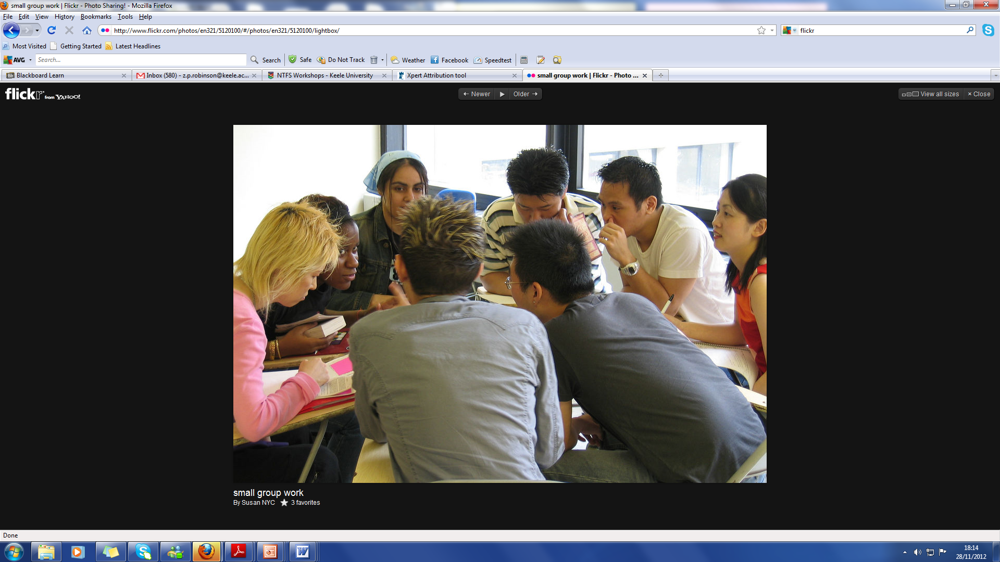 small group work | Flickr - Photo Sharing! - Mozilla Firefox
File Edit View History Bookmarks Tools Help
http://www.flickr.com/photos/en321/5120100/#/photos/en321/5120100/lightbox/ flickr
Most Visited Getting Started Latest Headlines
AVG Search... Search Safe Do Not Track Weather Facebook Speedtest
Blackboard Learn Inbox (580) - z.p.robinson@keele.ac... NTFS Workshops - Keele University Xpert Attribution tool small group work | Flickr - Photo ...
flickr from YAHOO! ← Newer Older → View all sizes × Close
small group work
By Susan NYC 3 favorites
Done
18:14
28/11/2012